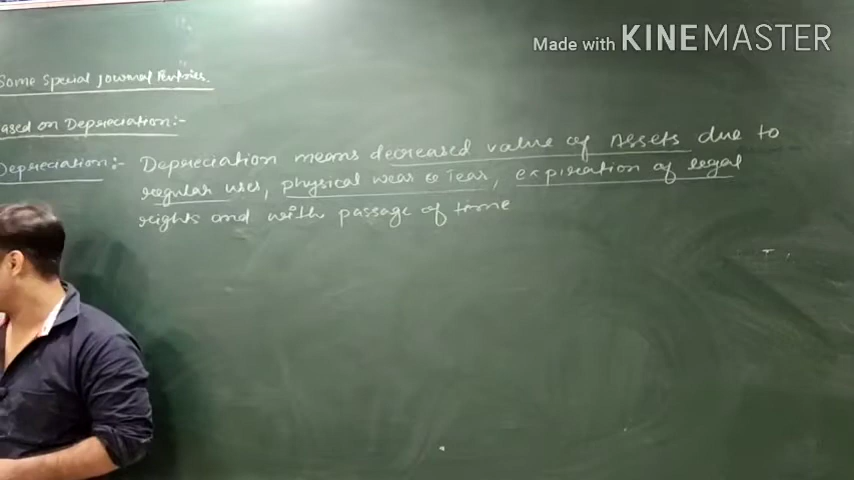 Made with KINEMASTER
Some Special Journal Entries.
ased on Depreciation:-
Depreciation:- Depreciation means decreased value of Assets due to
regular uses, physical wear & Tear, expiration of legal
rights and with passage of time